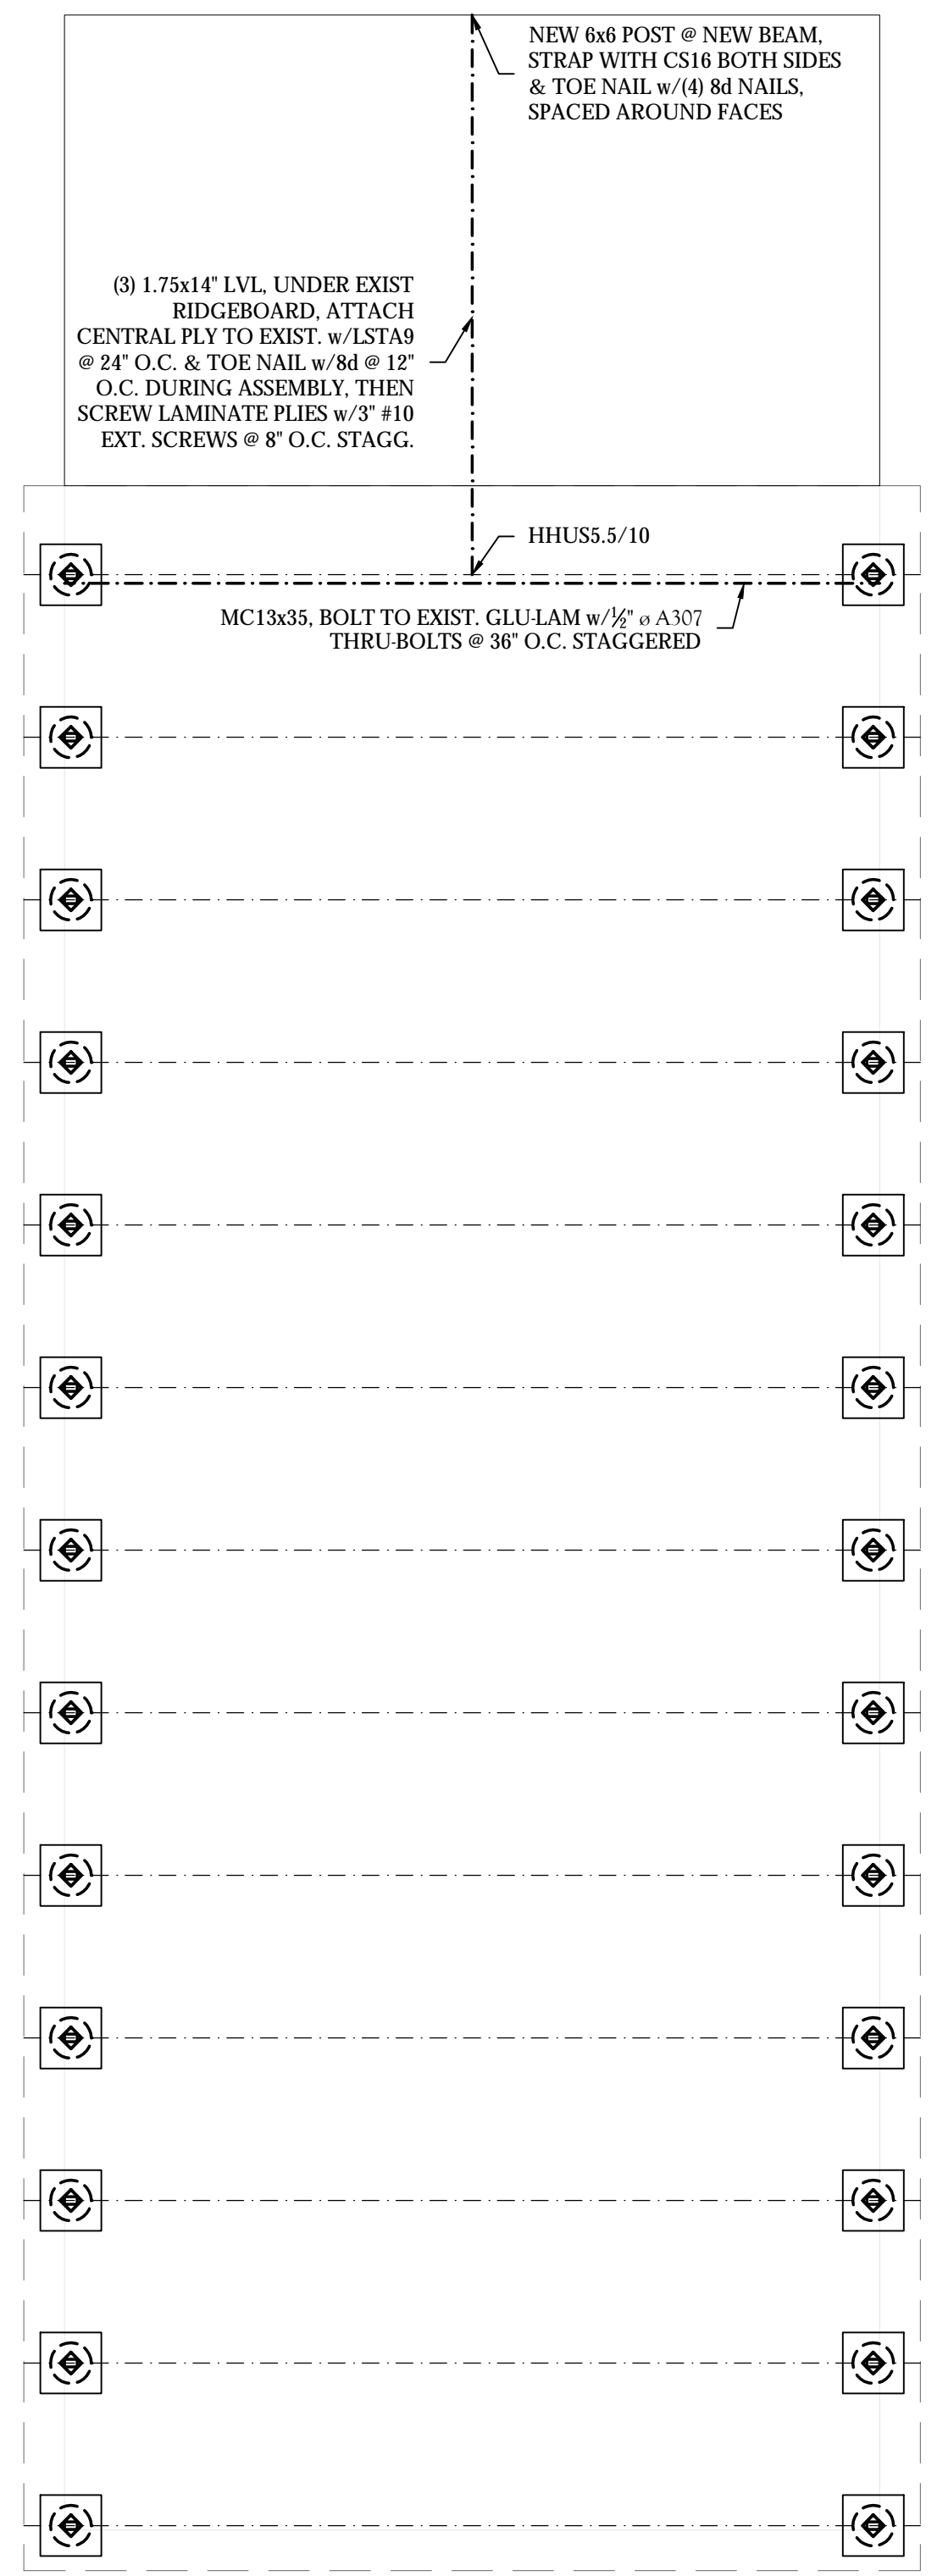 NEW 6x6 POST @ NEW BEAM,
STRAP WITH CS16 BOTH SIDES
& TOE NAIL w/(4) 8d NAILS,
SPACED AROUND FACES
(3) 1.75x14" LVL, UNDER EXIST
RIDGEBOARD, ATTACH
CENTRAL PLY TO EXIST. w/LSTA9
@ 24" O.C. & TOE NAIL w/8d @ 12"
O.C. DURING ASSEMBLY, THEN
SCREW LAMINATE PLIES w/3" #10
EXT. SCREWS @ 8" O.C. STAGG.
HHUS5.5/10
MC13x35, BOLT TO EXIST. GLU-LAM w/½" ø A307
THRU-BOLTS @ 36" O.C. STAGGERED